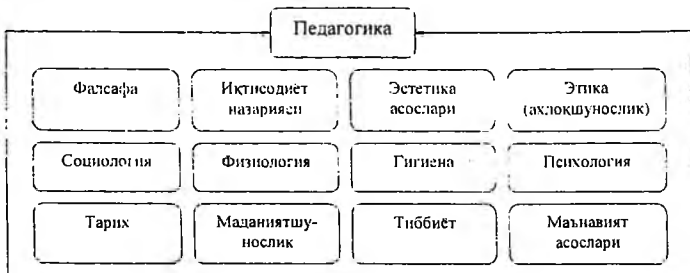 Педагогика
Фалсафа
Иқтисодиёт
назарияси
Эстетика
асослари
Этика
(ахлоқшунослик)
Социология
Физиология
Гигиена
Психология
Тарих
Маданиятшу-
нослик
Тиббиёт
Маънавият
асослари